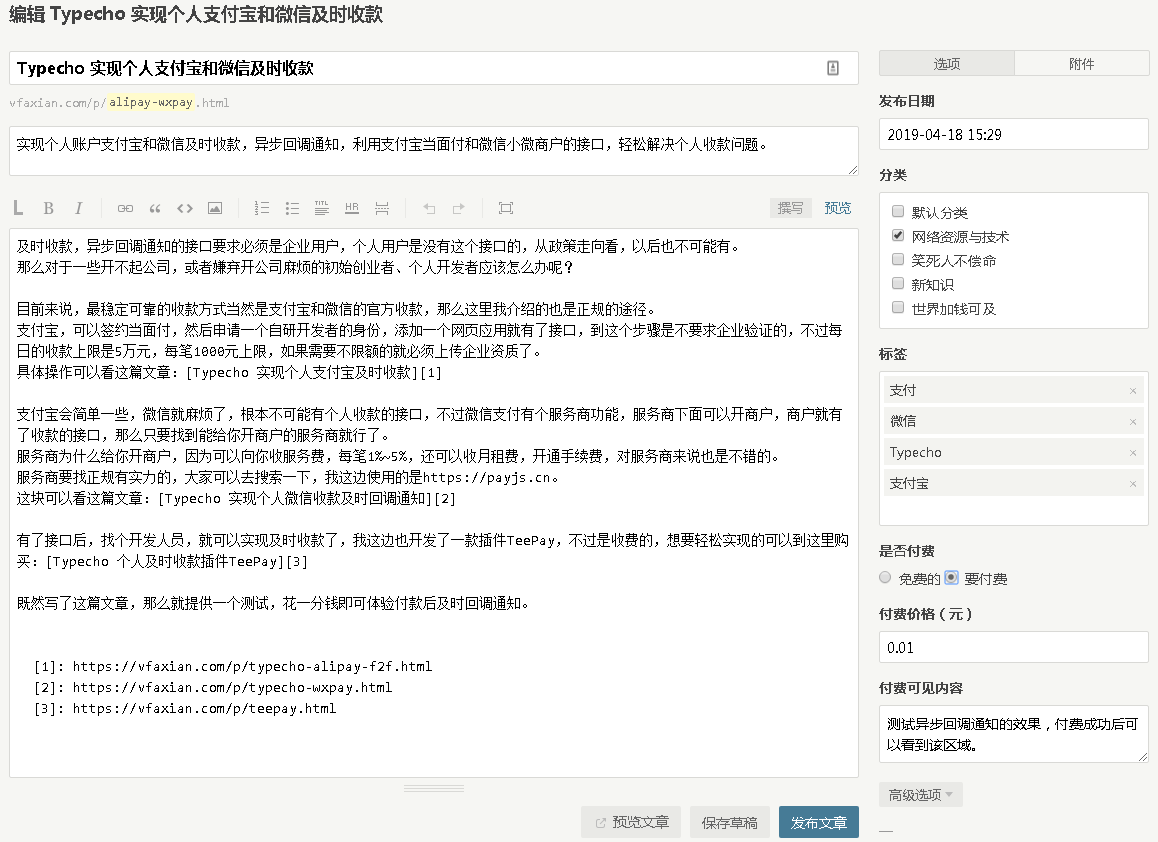 编辑 Typecho 实现个人支付宝和微信及时收款
Typecho 实现个人支付宝和微信及时收款
vfaxian.com/p/alipay-wxpay.html
实现个人账户支付宝和微信及时收款，异步回调通知，利用支付宝当面付和微信小微商户的接口，轻松解决个人收款问题。
B I HR 撰写 预览
及时收款，异步回调通知的接口要求必须是企业用户，个人用户是没有这个接口的，从政策走向看，以后也不可能有。
那么对于一些开不起公司，或者嫌弃开公司麻烦的初始创业者、个人开发者应该怎么办呢？
目前来说，最稳定可靠的收款方式当然是支付宝和微信的官方收款，那么这里我介绍的也是正规的途径。
支付宝，可以签约当面付，然后申请一个自研开发者的身份，添加一个网页应用就有了接口，到这个步骤是不要求企业验证的，不过每
日的收款上限是5万元，每笔1000元上限，如果需要不限额的就必须上传企业资质了。
具体操作可以看这篇文章：[Typecho 实现个人支付宝及时收款][1]
支付宝会简单一些，微信就麻烦了，根本不可能有个人收款的接口，不过微信支付有个服务商功能，服务商下面可以开商户，商户就有
了收款的接口，那么只要找到能给你开商户的服务商就行了。
服务商为什么给你开商户，因为可以向你收服务费，每笔1%~5%，还可以收月租费，开通手续费，对服务商来说也是不错的。
服务商要找正规有实力的，大家可以去搜索一下，我这边使用的是https://payjs.cn。
这块可以看这篇文章：[Typecho 实现个人微信收款及时回调通知][2]
有了接口后，找个开发人员，就可以实现及时收款了，我这边也开发了一款插件TeePay，不过是收费的，想要轻松实现的可以到这里购
买：[Typecho 个人及时收款插件TeePay][3]
既然写了这篇文章，那么就提供一个测试，花一分钱即可体验付款后及时回调通知。
[1]: https://vfaxian.com/p/typecho-alipay-f2f.html
[2]: https://vfaxian.com/p/typecho-wxpay.html
[3]: https://vfaxian.com/p/teepay.html
预览文章 保存草稿 发布文章
选项 附件
发布日期
2019-04-18 15:29
分类
默认分类
网络资源与技术
笑死人不偿命
新知识
世界加钱可及
标签
支付 ×
微信 ×
Typecho ×
支付宝 ×
是否付费
免费的 要付费
付费价格（元）
0.01
付费可见内容
测试异步回调通知的效果，付费成功后可
以看到该区域。
高级选项